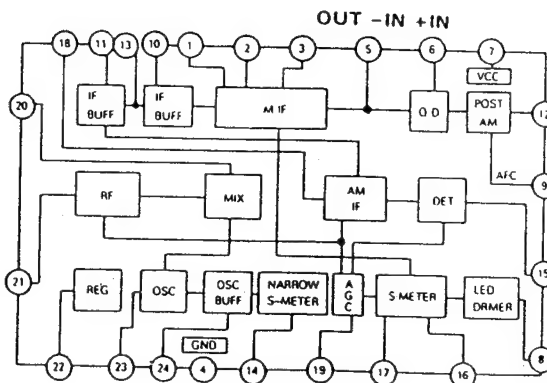 OUT -IN +IN
18 11 13 10 1 2 3 5 6 7
VCC
20 IF BUFF IF BUFF M IF Q D POST AM 12
AFC 9
RF MIX AM IF DET
21 15
REG OSC OSC BUFF NARROW S-METER AGC S METER LED DRMER
GND
22 23 24 4 14 19 17 16 8